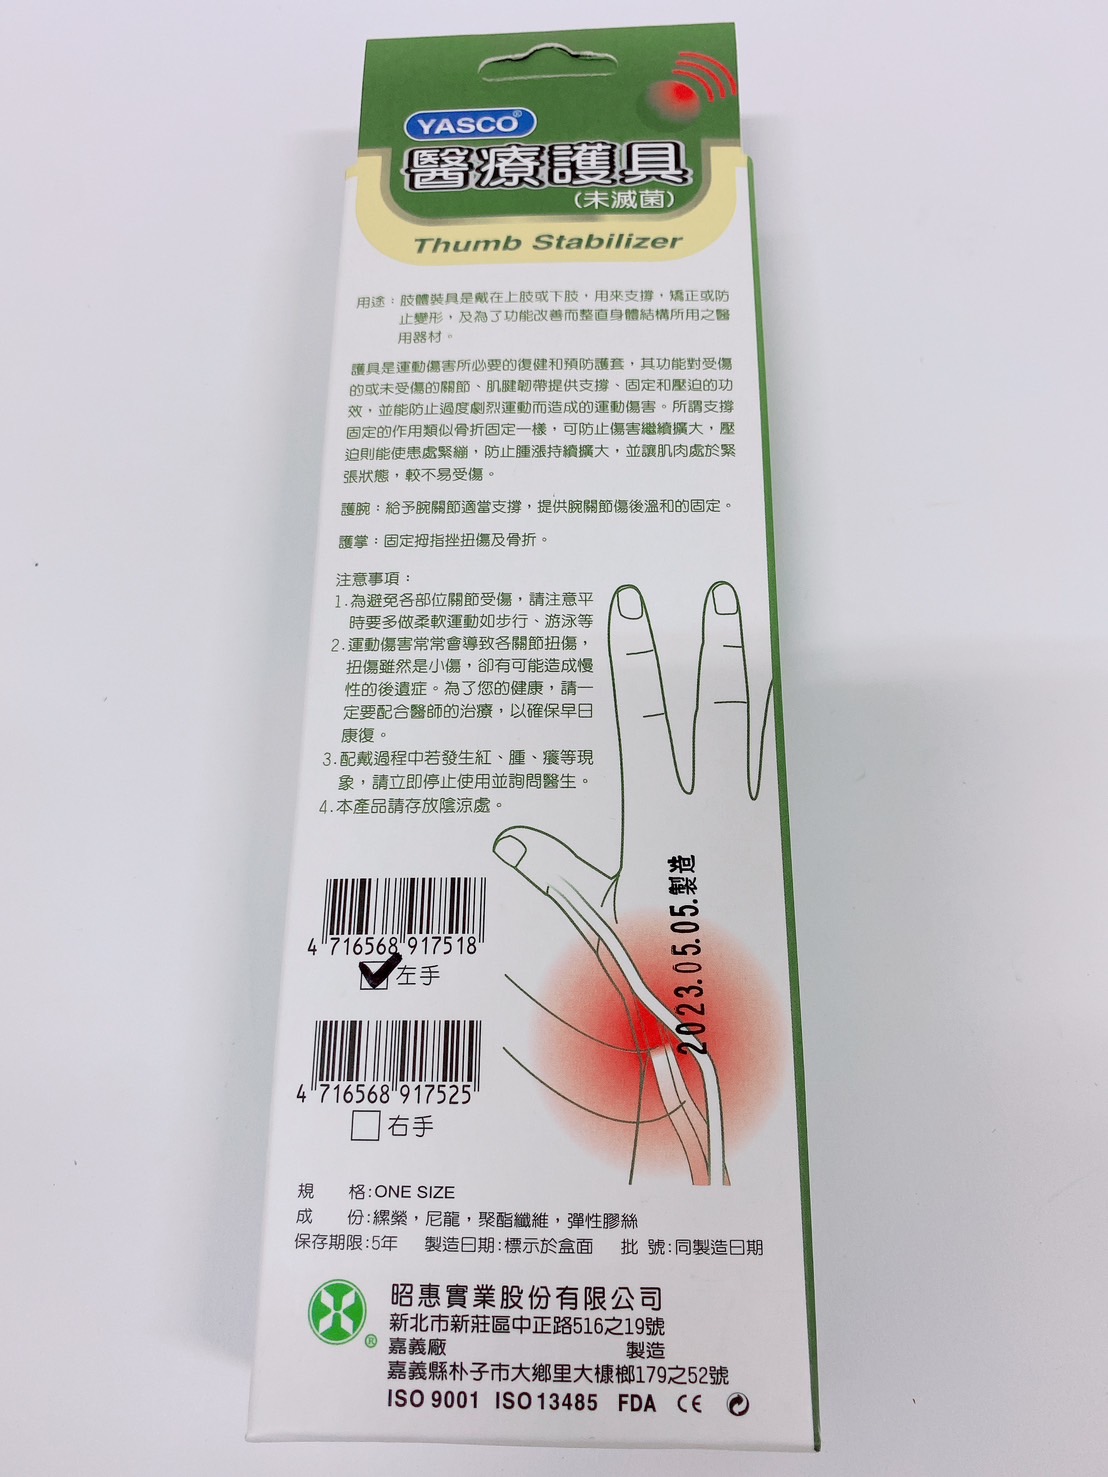 YASCO®
醫療護具
(未滅菌)
Thumb Stabilizer
用途：肢體裝具是戴在上肢或下肢，用來支撐，矯正或防
止變形，及為了功能改善而整直身體結構所用之醫
用器材。
護具是運動傷害所必要的復健和預防護套，其功能對受傷
的或未受傷的關節、肌腱韌帶提供支撐、固定和壓迫的功
效，並能防止過度劇烈運動而造成的運動傷害。所謂支撐
固定的作用類似骨折固定一樣，可防止傷害繼續擴大，壓
迫則能使患處緊繃，防止腫漲持續擴大，並讓肌肉處於緊
張狀態，較不易受傷。
護腕：給予腕關節適當支撐，提供腕關節傷後溫和的固定。
護掌：固定拇指挫扭傷及骨折。
注意事項：
1.為避免各部位關節受傷，請注意平
時要多做柔軟運動如步行、游泳等
2.運動傷害常常會導致各關節扭傷，
扭傷雖然是小傷，卻有可能造成慢
性的後遺症。為了您的健康，請一
定要配合醫師的治療，以確保早日
康復。
3.配戴過程中若發生紅、腫、癢等現
象，請立即停止使用並詢問醫生。
4.本產品請存放陰涼處。
4 716568 917518
左手
4 716568 917525
右手
2023.05.05.製造
規 格:ONE SIZE
成 份:縲縈，尼龍，聚酯纖維，彈性膠絲
保存期限:5年 製造日期:標示於盒面 批 號:同製造日期
昭惠實業股份有限公司
新北市新莊區中正路516之19號
嘉義廠 製造
嘉義縣朴子市大鄉里大槺榔179之52號
ISO 9001 ISO 13485 FDA CE